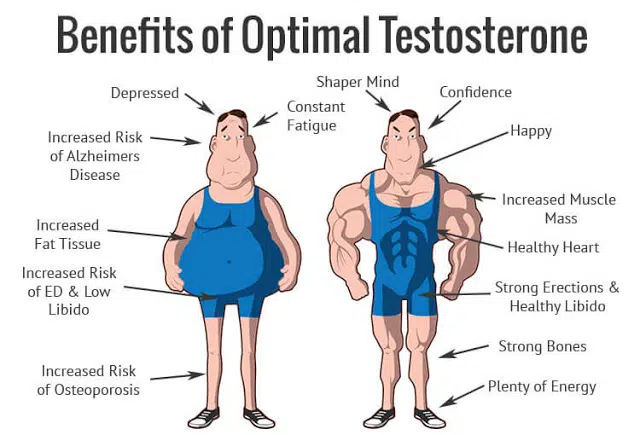 Benefits of Optimal Testosterone
Depressed
Constant
Fatigue
Increased Risk
of Alzheimers
Disease
Increased
Fat Tissue
Increased Risk
of ED & Low
Libido
Increased Risk
of Osteoporosis
Shaper Mind
Confidence
Happy
Increased Muscle
Mass
Healthy Heart
Strong Erections &
Healthy Libido
Strong Bones
Plenty of Energy